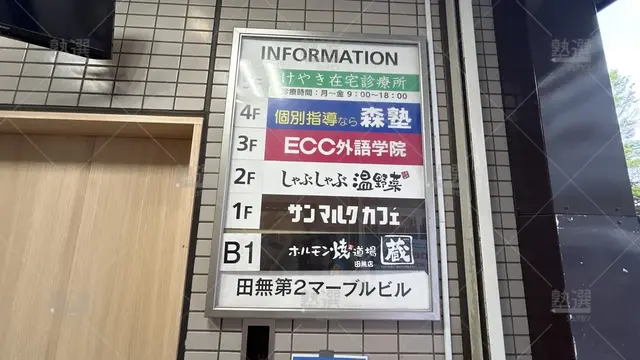 INFORMATION
5F けやき在宅診療所
診療時間：月～金 9：00～18：00
4F 個別指導なら 森塾
3F ECC外語学院
2F しゃぶしゃぶ 温野菜
1F サンマルクカフェ
B1 ホルモン焼道場 蔵
田無店
田無第2マーブルビル
塾選
塾選
塾選
塾選